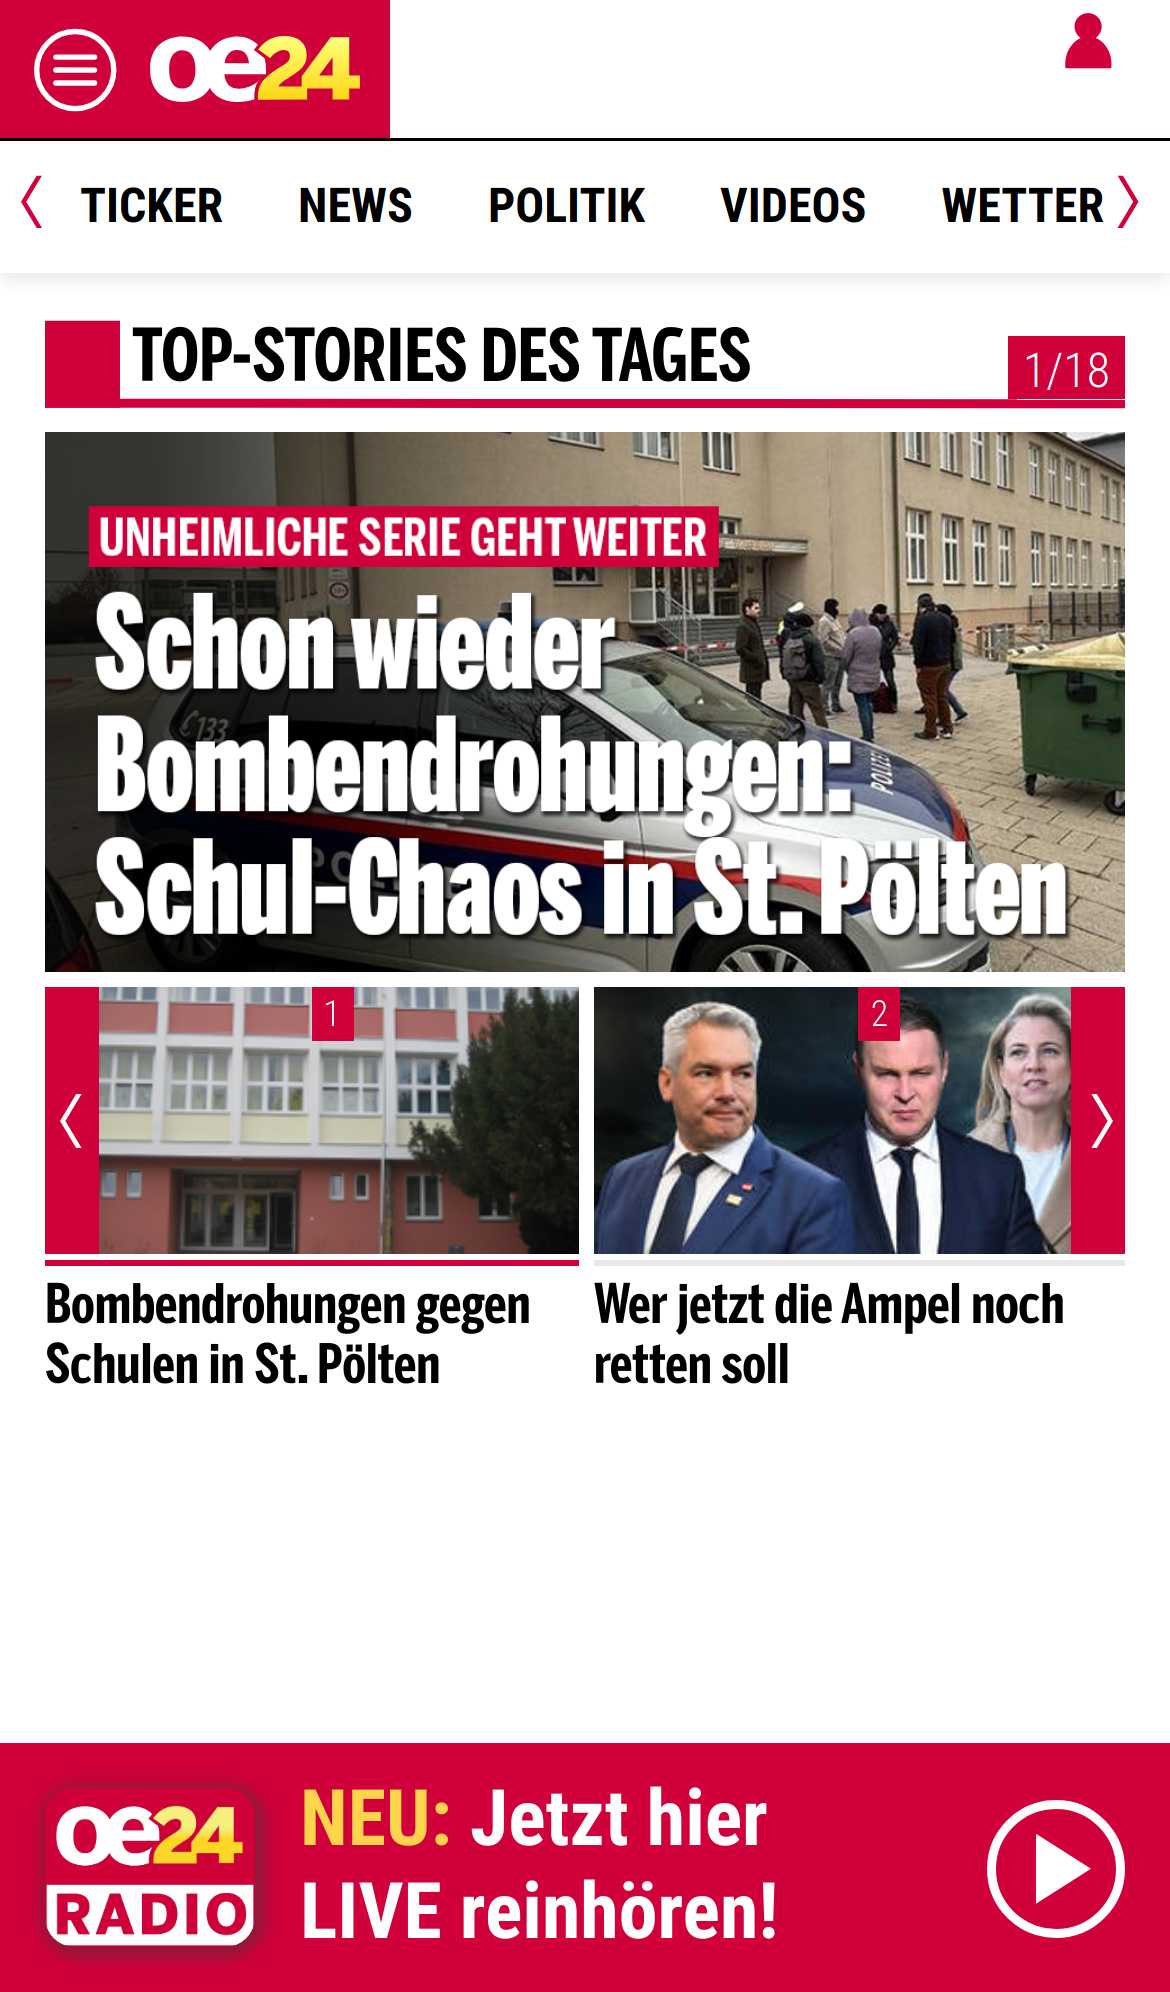 oe24
TICKER NEWS POLITIK VIDEOS WETTER
TOP-STORIES DES TAGES
1/18
UNHEIMLICHE SERIE GEHT WEITER
Schon wieder
Bombendrohungen:
Schul-Chaos in St. Pölten
133
POLIZEI
1
2
Bombendrohungen gegen
Schulen in St. Pölten
Wer jetzt die Ampel noch
retten soll
oe24
RADIO
NEU: Jetzt hier
LIVE reinhören!